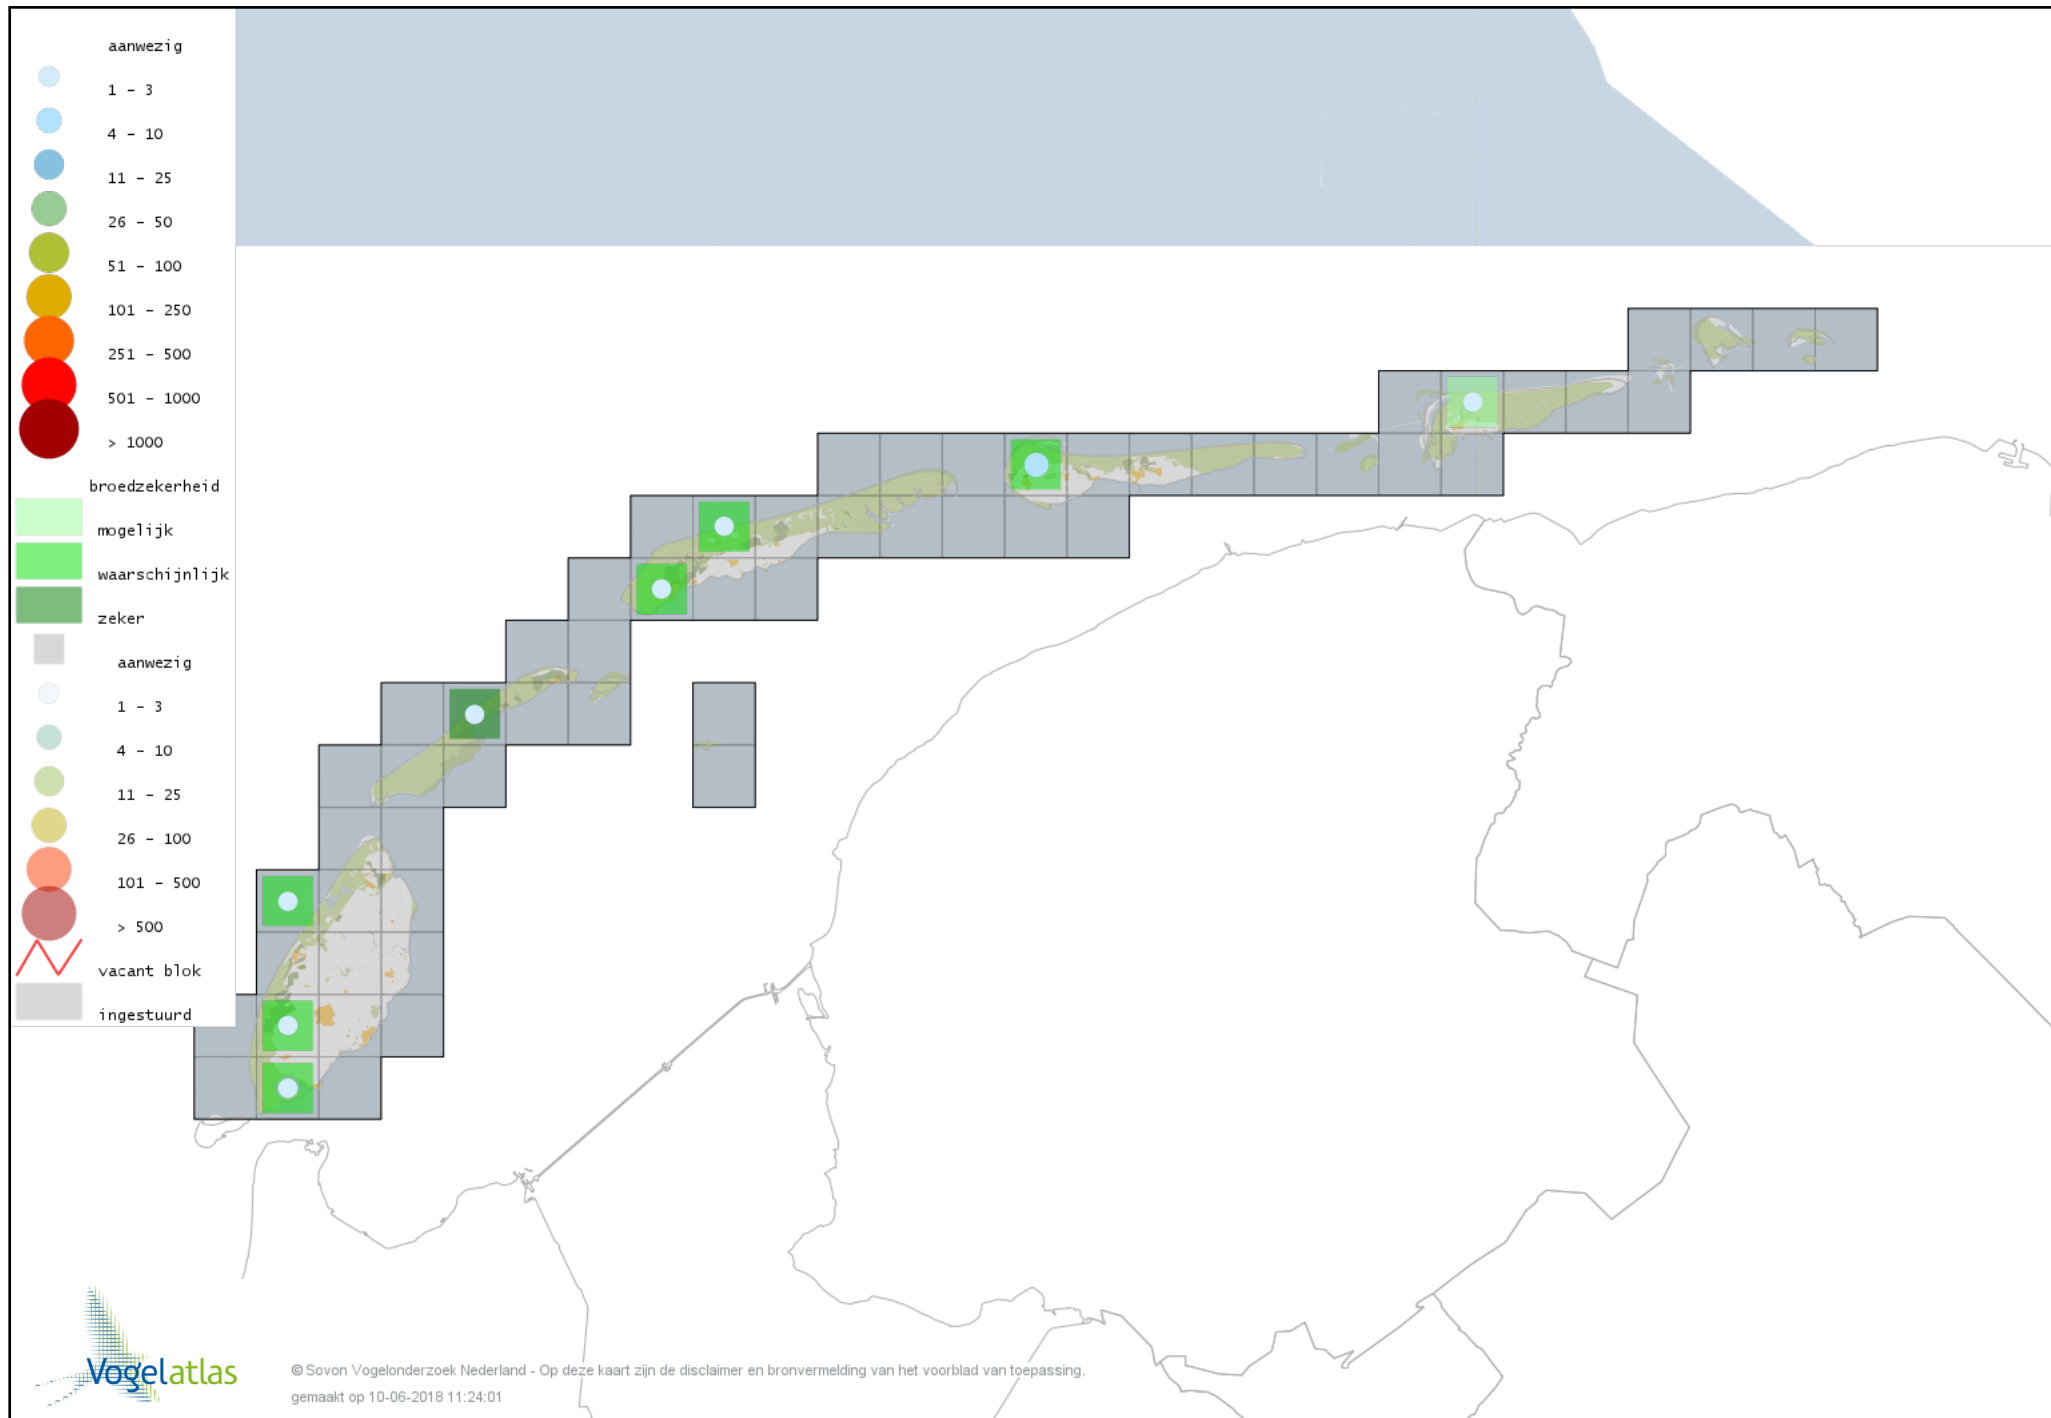 aanwezig
1 - 3
4 - 10
11 - 25
26 - 50
51 - 100
101 - 250
251 - 500
501 - 1000
> 1000
broedzekerheid
mogelijk
waarschijnlijk
zeker
aanwezig
1 - 3
4 - 10
11 - 25
26 - 100
101 - 500
> 500
vacant blok
ingestuurd
Vogelatlas
© Sovon Vogelonderzoek Nederland - Op deze kaart zijn de disclaimer en bronvermelding van het voorblad van toepassing.
gemaakt op 10-06-2018 11:24:01